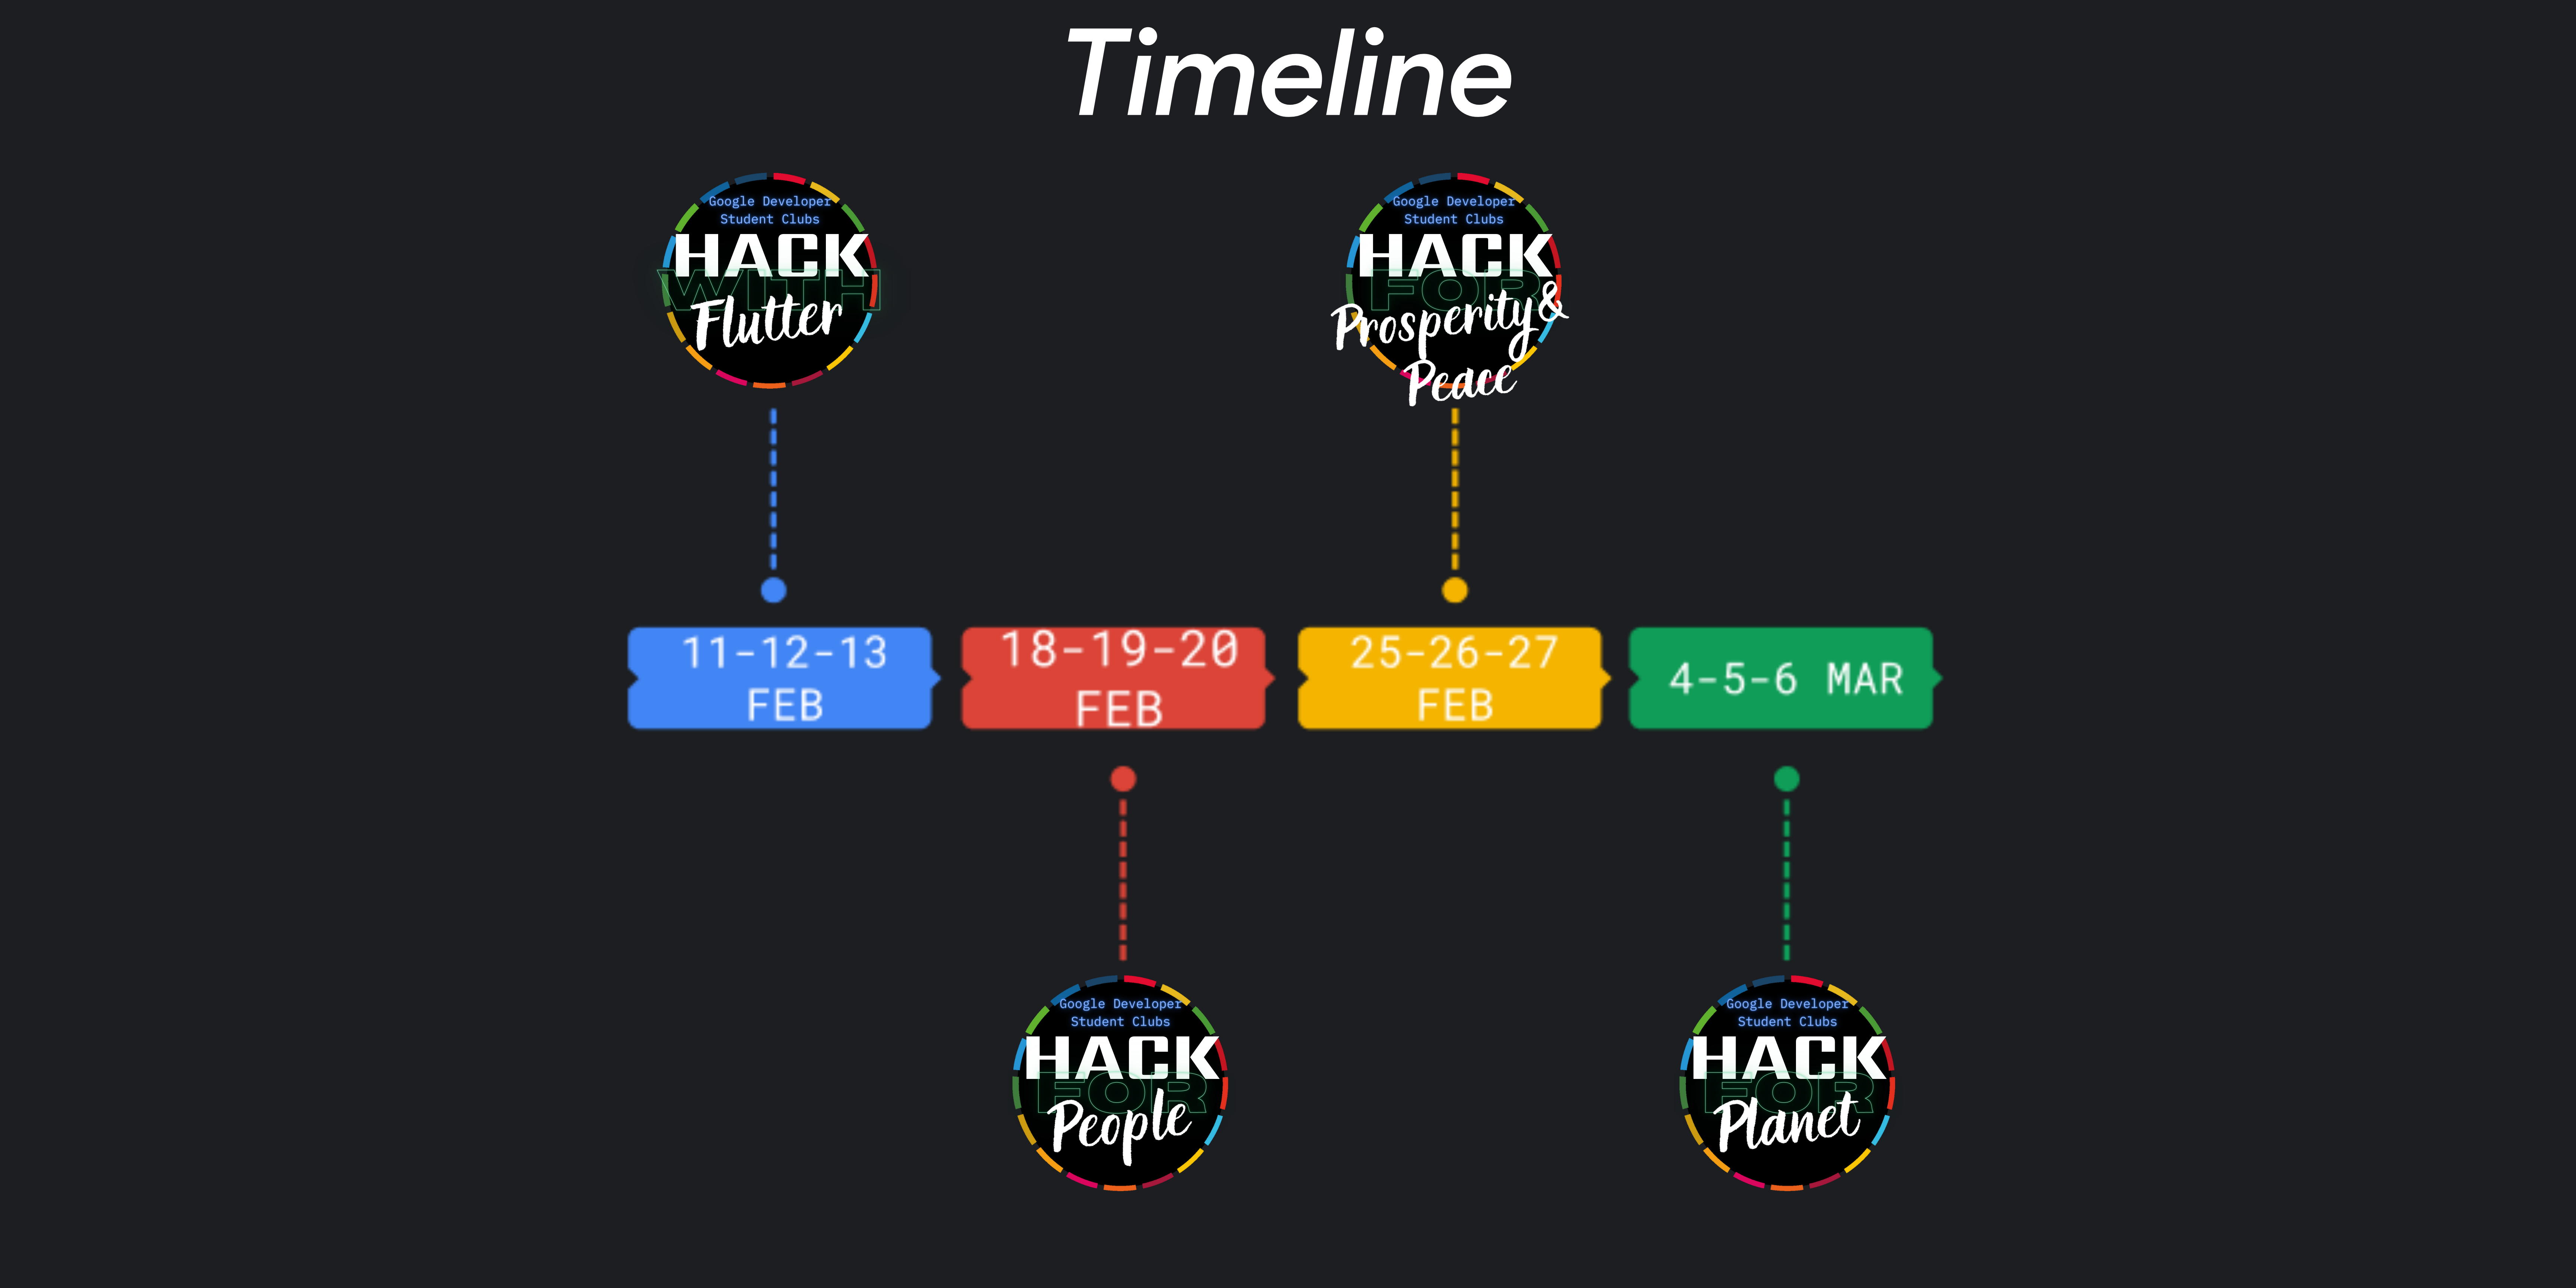 Timeline
Google Developer
Student Clubs
HACK
WITH
Flutter
Google Developer
Student Clubs
HACK
FOR
Prosperity &
Peace
11-12-13
FEB
18-19-20
FEB
25-26-27
FEB
4-5-6 MAR
Google Developer
Student Clubs
HACK
FOR
People
Google Developer
Student Clubs
HACK
FOR
Planet